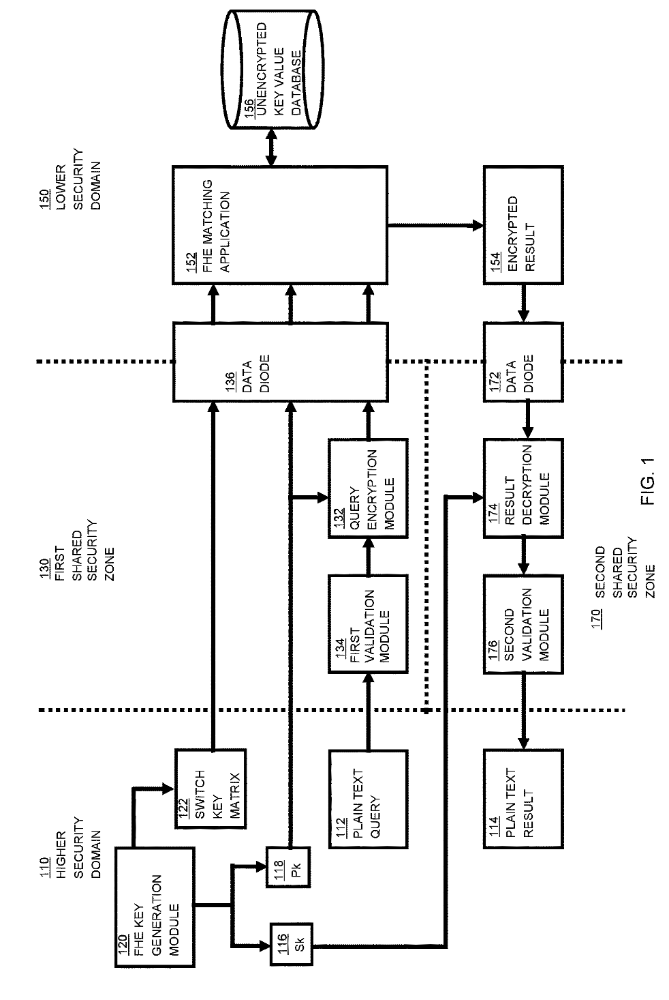 110
HIGHER
SECURITY
DOMAIN
130
FIRST
SHARED
SECURITY
ZONE
150
LOWER
SECURITY
DOMAIN
120
FHE KEY
GENERATION
MODULE
122
SWITCH
KEY
MATRIX
116
Sk
118
Pk
112
PLAIN TEXT
QUERY
114
PLAIN TEXT
RESULT
134
FIRST
VALIDATION
MODULE
132
QUERY
ENCRYPTION
MODULE
136
DATA
DIODE
152
FHE MATCHING
APPLICATION
156
UNENCRYPTED
KEY VALUE
DATABASE
154
ENCRYPTED
RESULT
172
DATA
DIODE
174
RESULT
DECRYPTION
MODULE
176
SECOND
VALIDATION
MODULE
170 SECOND
SHARED
SECURITY
ZONE
FIG. 1